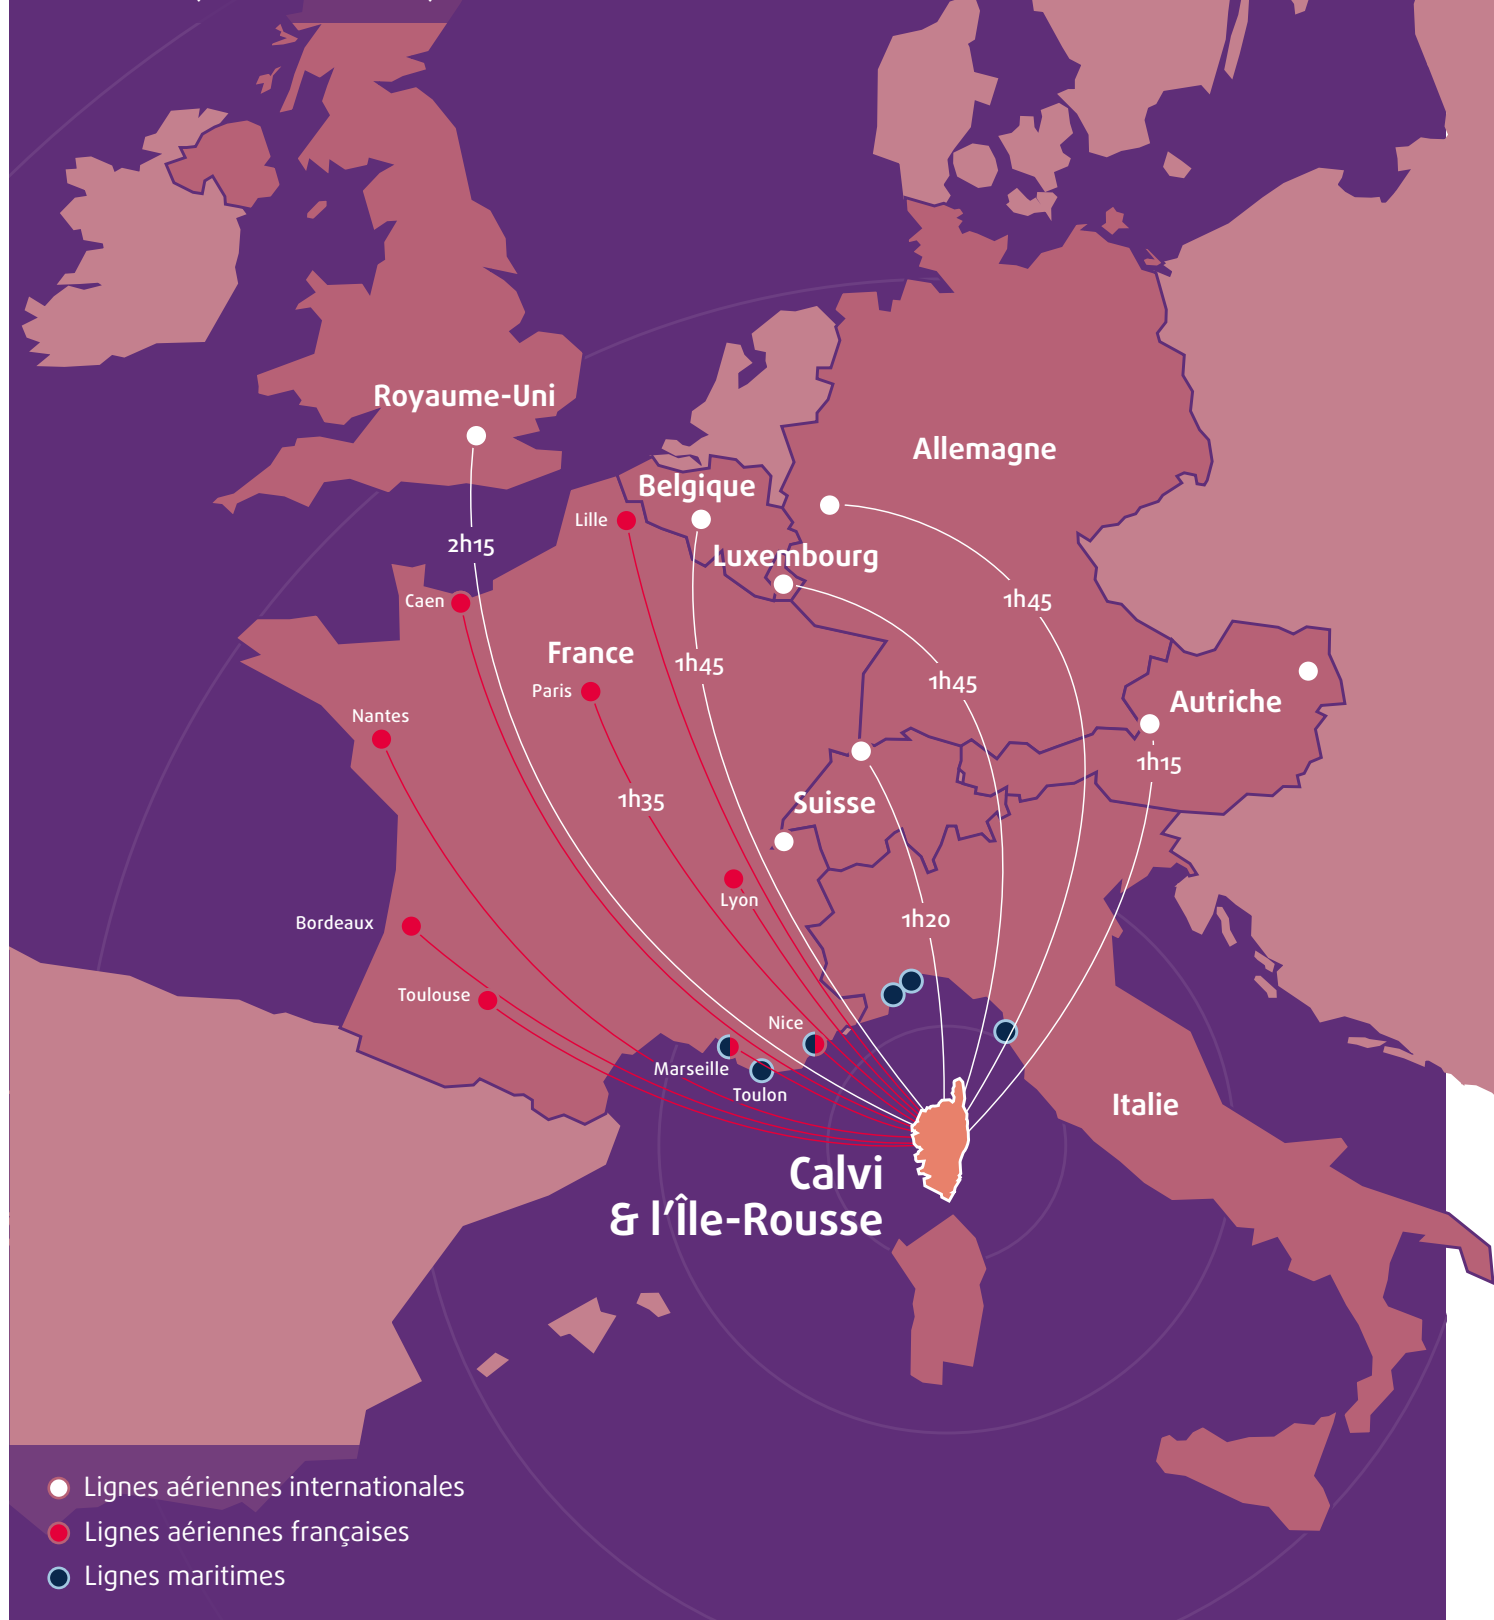 Royaume-Uni
Allemagne
Belgique
Lille
2h15
Luxembourg
Caen
1h45
France
1h45
Paris
1h45
Autriche
Nantes
1h15
1h35
Suisse
Lyon
Bordeaux
1h20
Toulouse
Nice
Marseille
Toulon
Italie
Calvi
& l'Île-Rousse
Lignes aériennes internationales
Lignes aériennes françaises
Lignes maritimes